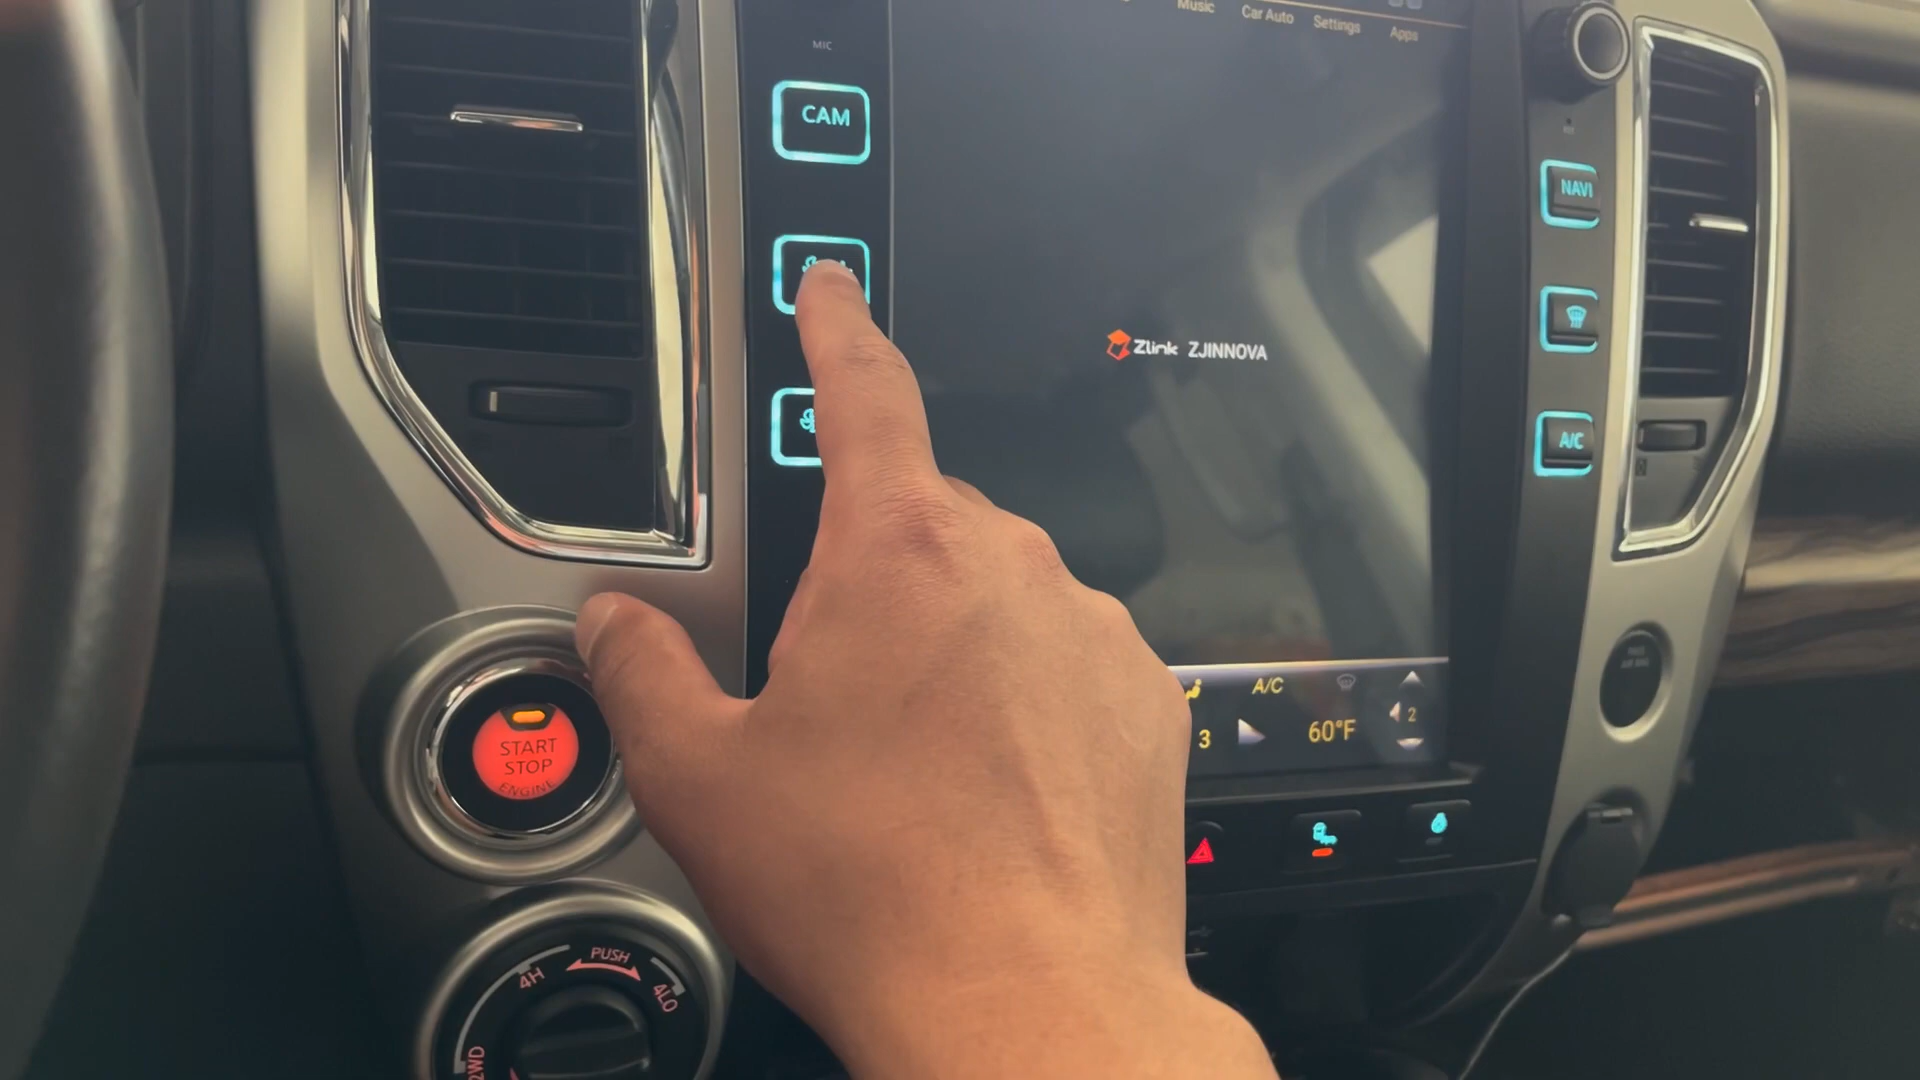 Music
Car Auto
Settings
Apps
MIC
CAM
NAVI
Zlink ZJINNOVA
A/C
A/C
3
60°F
2
START
STOP
ENGINE
PUSH
4H
4LO
2WD